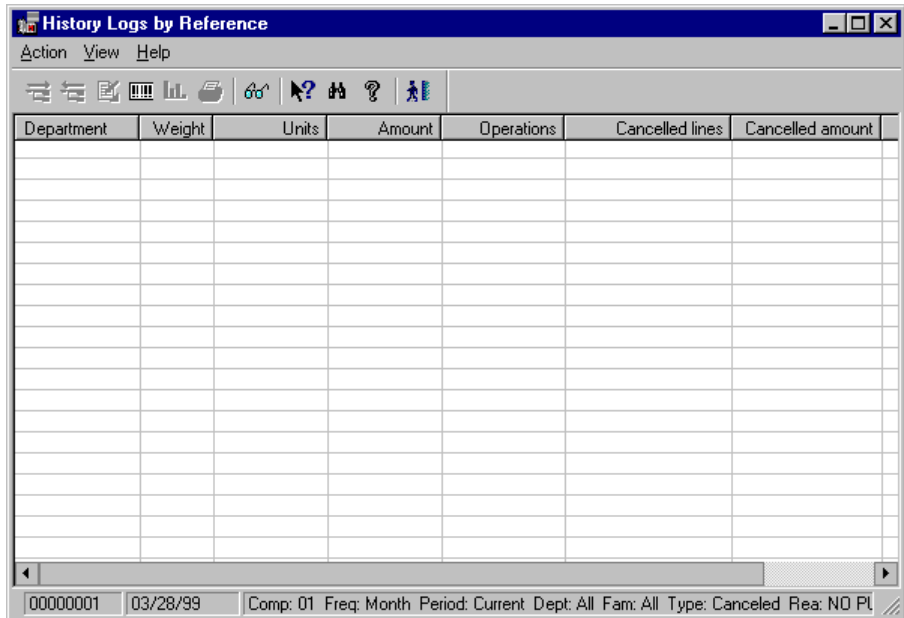 History Logs by Reference
Action View Help
Department Weight Units Amount Operations Cancelled lines Cancelled amount
00000001 03/28/99 Comp: 01 Freq: Month Period: Current Dept: All Fam: All Type: Canceled Rea: NO